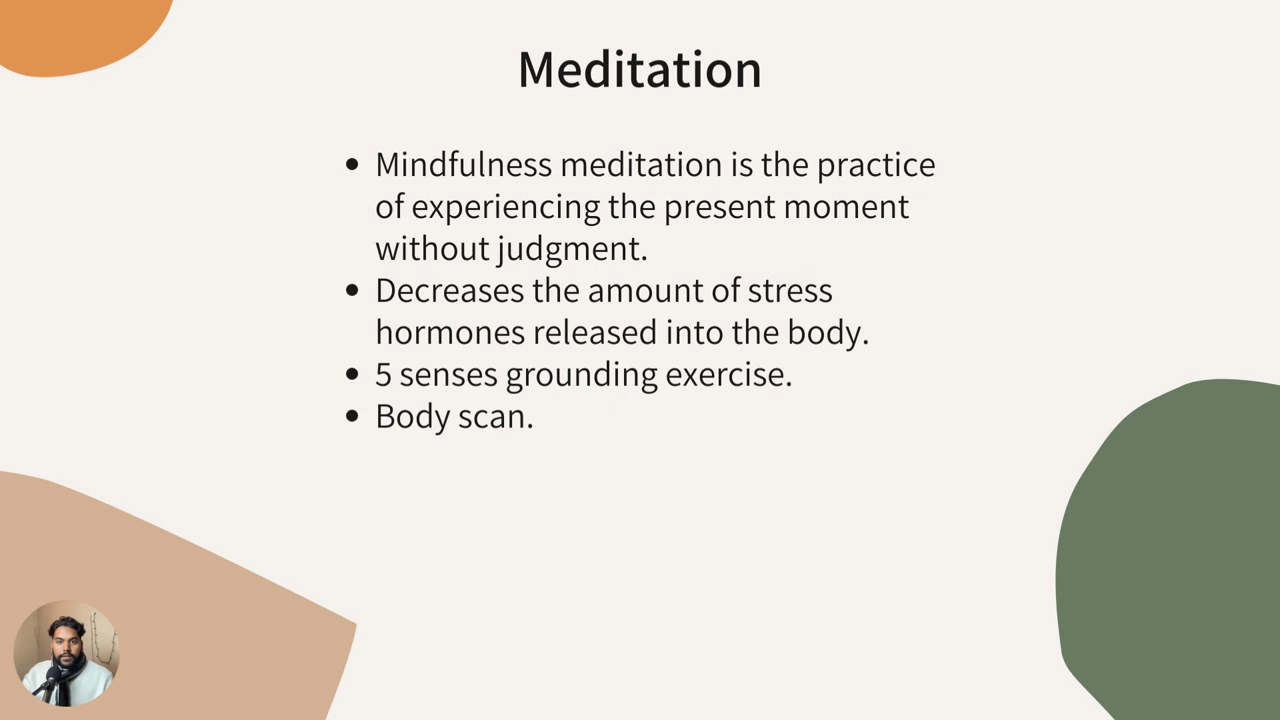 Meditation
• Mindfulness meditation is the practice
of experiencing the present moment
without judgment.
• Decreases the amount of stress
hormones released into the body.
• 5 senses grounding exercise.
• Body scan.